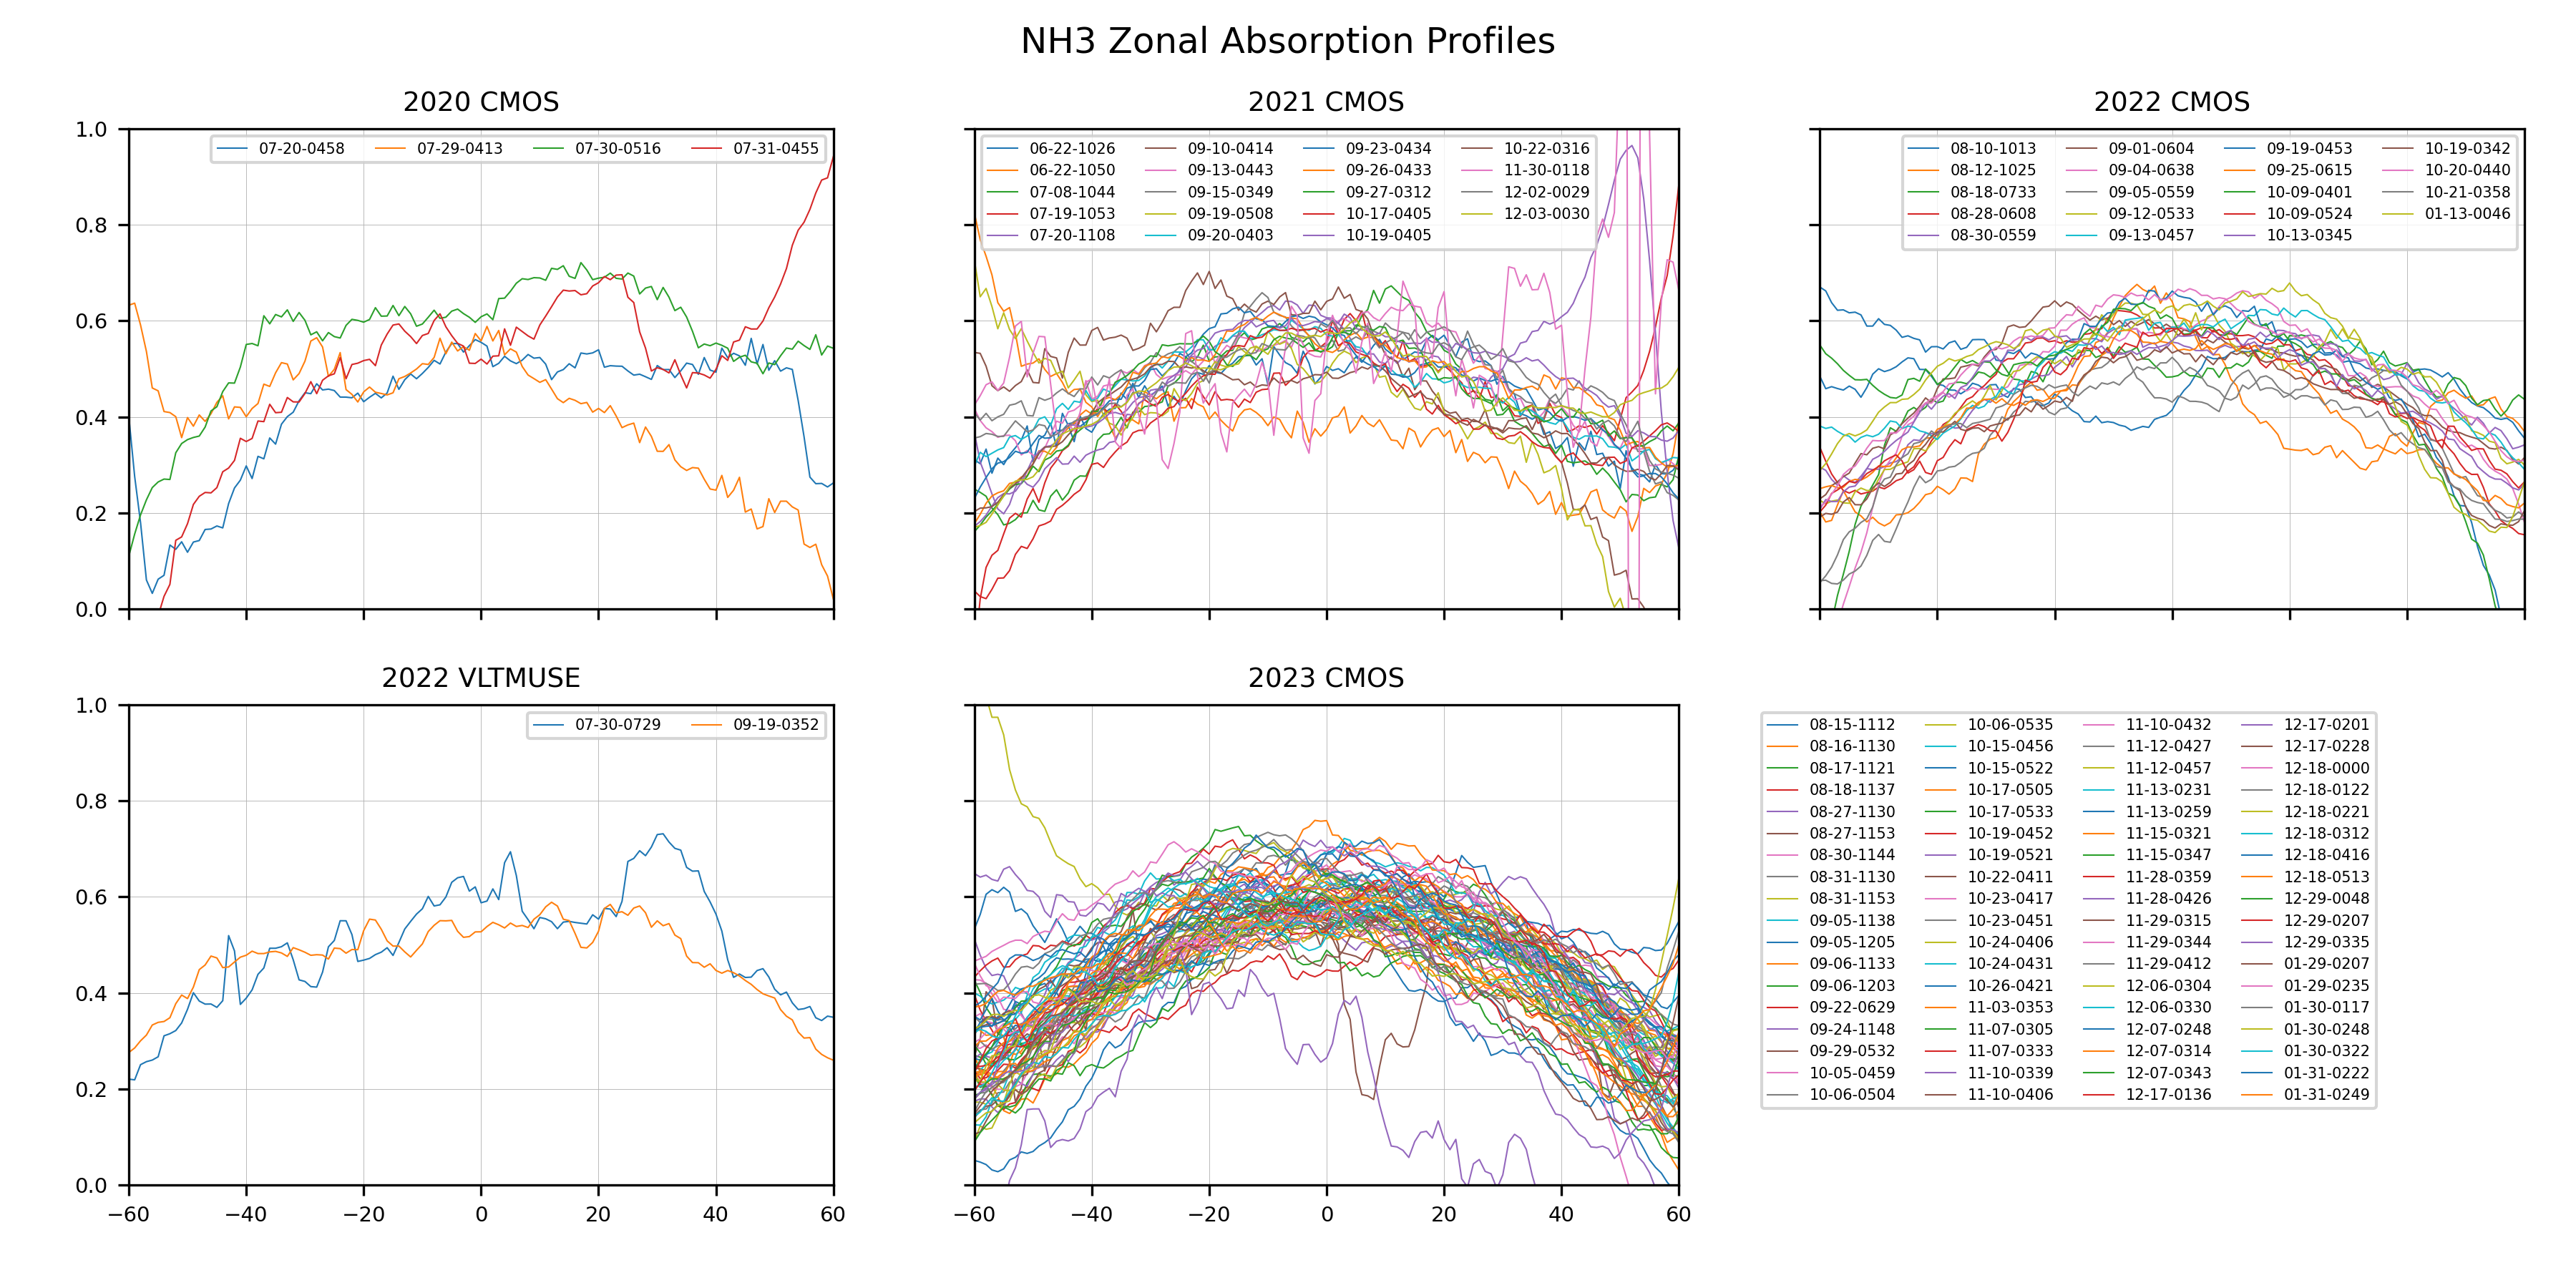 NH3 Zonal Absorption Profiles
2020 CMOS
2021 CMOS
2022 CMOS
1.0
0.8
0.6
0.4
0.2
0.0
07-20-0458 07-29-0413 07-30-0516 07-31-0455
06-22-1026 09-10-0414 09-23-0434 10-22-0316
06-22-1050 09-13-0443 09-26-0433 11-30-0118
07-08-1044 09-15-0349 09-27-0312 12-02-0029
07-19-1053 09-19-0508 10-17-0405 12-03-0030
07-20-1108 09-20-0403 10-19-0405
08-10-1013 09-01-0604 09-19-0453 10-19-0342
08-12-1025 09-04-0638 09-25-0615 10-20-0440
08-18-0733 09-05-0559 10-09-0401 10-21-0358
08-28-0608 09-12-0533 10-09-0524 01-13-0046
08-30-0559 09-13-0457 10-13-0345
2022 VLTMUSE
2023 CMOS
1.0
0.8
0.6
0.4
0.2
0.0
07-30-0729 09-19-0352
−60 −40 −20 0 20 40 60
−60 −40 −20 0 20 40 60
08-15-1112 10-06-0535 11-10-0432 12-17-0201
08-16-1130 10-15-0456 11-12-0427 12-17-0228
08-17-1121 10-15-0522 11-12-0457 12-18-0000
08-18-1137 10-17-0505 11-13-0231 12-18-0122
08-27-1130 10-17-0533 11-13-0259 12-18-0221
08-27-1153 10-19-0452 11-15-0321 12-18-0312
08-30-1144 10-19-0521 11-15-0347 12-18-0416
08-31-1130 10-22-0411 11-28-0359 12-18-0513
08-31-1153 10-23-0417 11-28-0426 12-29-0048
09-05-1138 10-23-0451 11-29-0315 12-29-0207
09-05-1205 10-24-0406 11-29-0344 12-29-0335
09-06-1133 10-24-0431 11-29-0412 01-29-0207
09-06-1203 10-26-0421 12-06-0304 01-29-0235
09-22-0629 11-03-0353 12-06-0330 01-30-0117
09-24-1148 11-07-0305 12-07-0248 01-30-0248
09-29-0532 11-07-0333 12-07-0314 01-30-0322
10-05-0459 11-10-0339 12-07-0343 01-31-0222
10-06-0504 11-10-0406 12-17-0136 01-31-0249